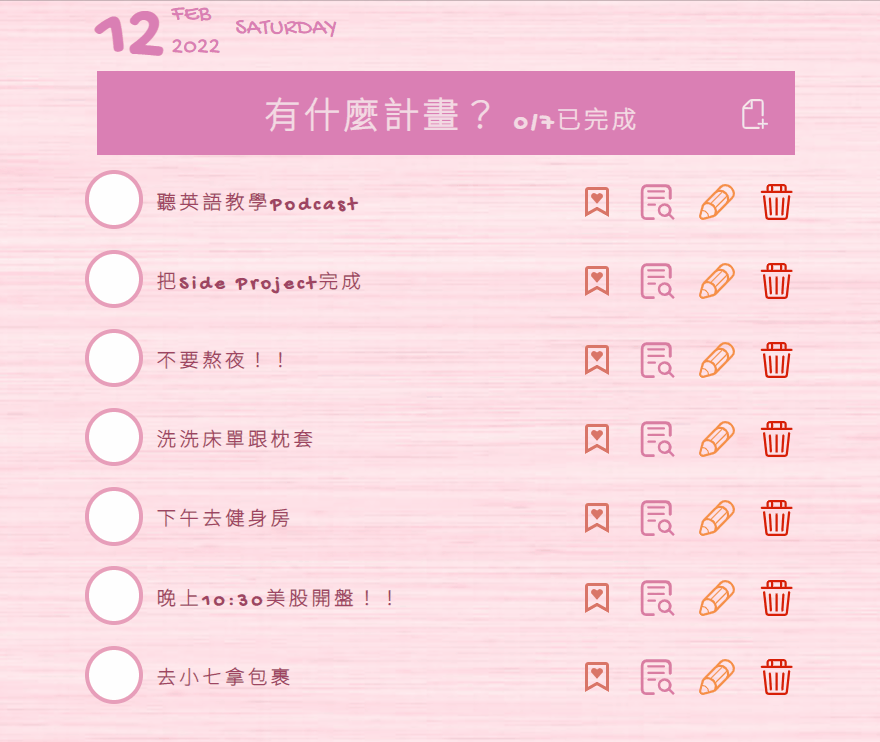 12 FEB 2022 SATURDAY
有什麼計畫？ 0/7已完成
聽英語教學Podcast
把Side Project完成
不要熬夜！！
洗洗床單跟枕套
下午去健身房
晚上10:30美股開盤！！
去小七拿包裹